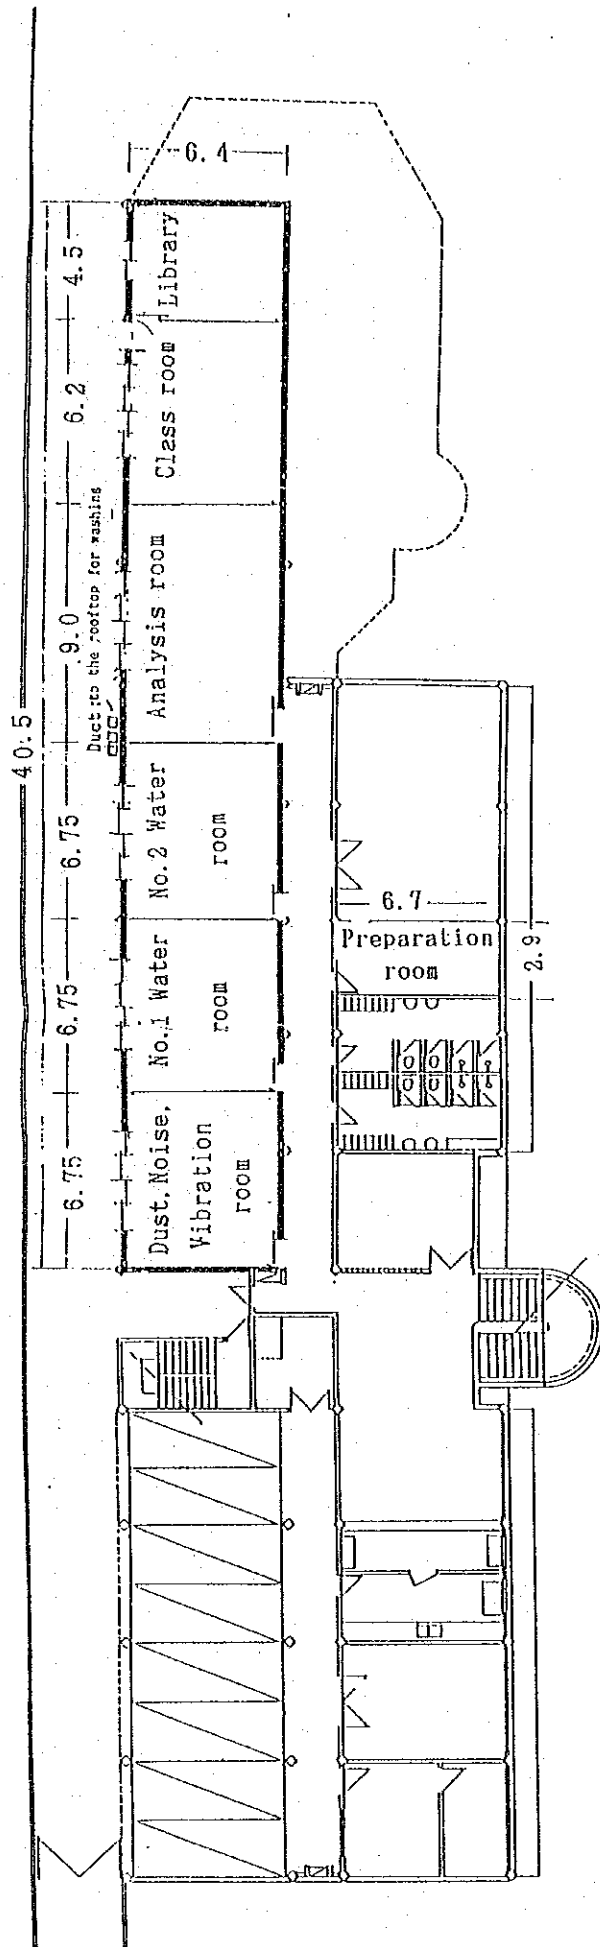 6.4
4.5
6.2
9.0
6.75
6.75
6.75
40.5
Duct to the rooftop for washing
Library
Class room
Analysis room
No.2 Water
room
No.1 Water
room
Dust, Noise,
Vibration
room
6.7
Preparation
room
2.9